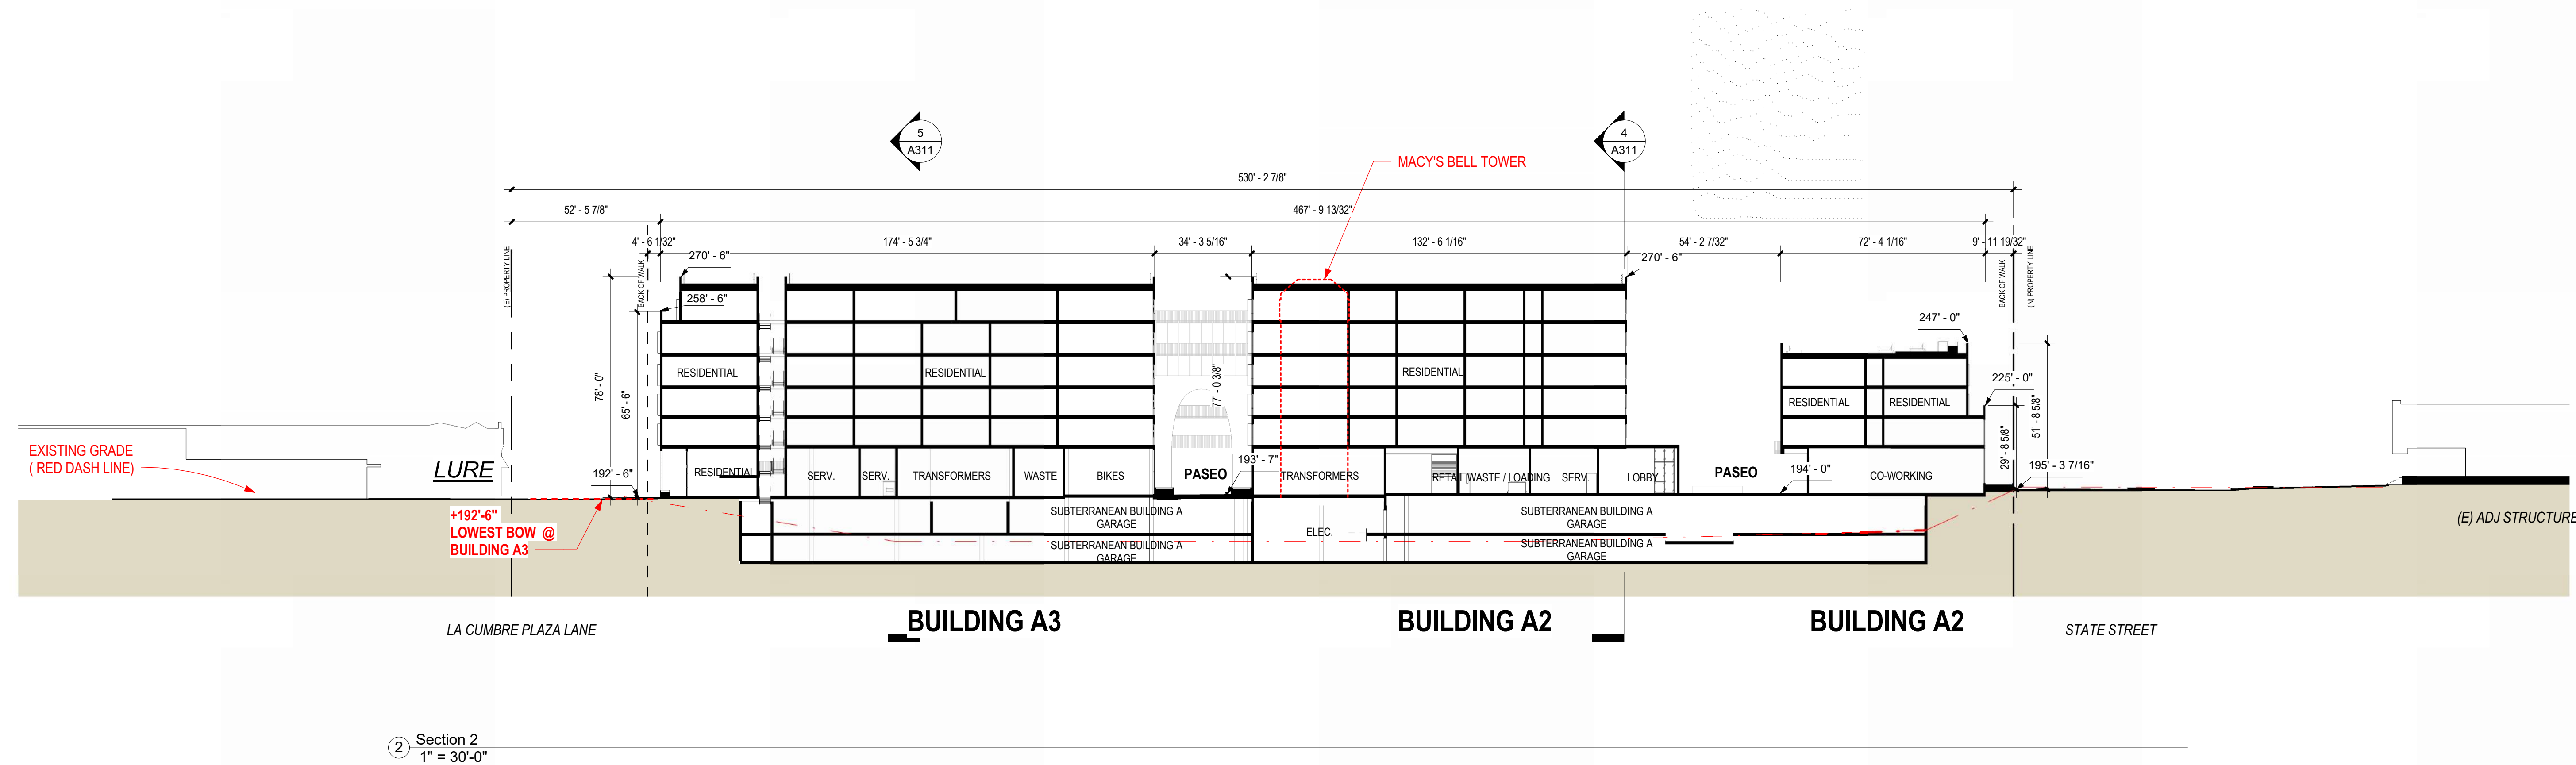 5
A311
4
A311
MACY'S BELL TOWER
530' - 2 7/8"
52' - 5 7/8"
467' - 9 13/32"
4' - 6 1/32"
174' - 5 3/4"
34' - 3 5/16"
132' - 6 1/16"
54' - 2 7/32"
72' - 4 1/16"
9' - 11 19/32"
(E) PROPERTY LINE
BACK OF WALK
270' - 6"
258' - 6"
270' - 6"
BACK OF WALK
(N) PROPERTY LINE
247' - 0"
225' - 0"
78' - 0"
65' - 6"
77' - 0 3/8"
29' - 8 5/8"
51' - 8 5/8"
RESIDENTIAL
RESIDENTIAL
RESIDENTIAL
RESIDENTIAL
RESIDENTIAL
EXISTING GRADE
( RED DASH LINE)
LURE
192' - 6"
RESIDENTIAL
SERV.
SERV.
TRANSFORMERS
WASTE
BIKES
PASEO
193' - 7"
TRANSFORMERS
RETAIL WASTE / LOADING
SERV.
LOBBY
PASEO
194' - 0"
CO-WORKING
195' - 3 7/16"
+192'-6"
LOWEST BOW @
BUILDING A3
SUBTERRANEAN BUILDING A
GARAGE
SUBTERRANEAN BUILDING A
GARAGE
ELEC.
SUBTERRANEAN BUILDING A
GARAGE
SUBTERRANEAN BUILDING A
GARAGE
(E) ADJ STRUCTURE
LA CUMBRE PLAZA LANE
BUILDING A3
BUILDING A2
BUILDING A2
STATE STREET
2
Section 2
1" = 30'-0"